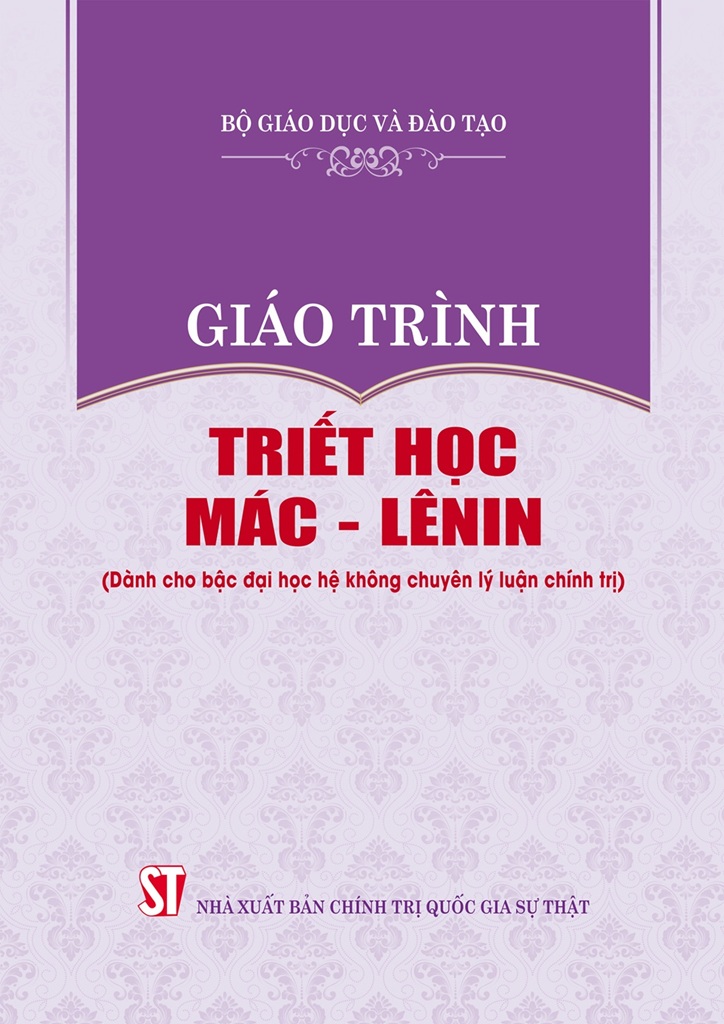 BỘ GIÁO DỤC VÀ ĐÀO TẠO
GIÁO TRÌNH
TRIẾT HỌC
MÁC - LÊNIN
(Dành cho bậc đại học hệ không chuyên lý luận chính trị)
ST NHÀ XUẤT BẢN CHÍNH TRỊ QUỐC GIA SỰ THẬT